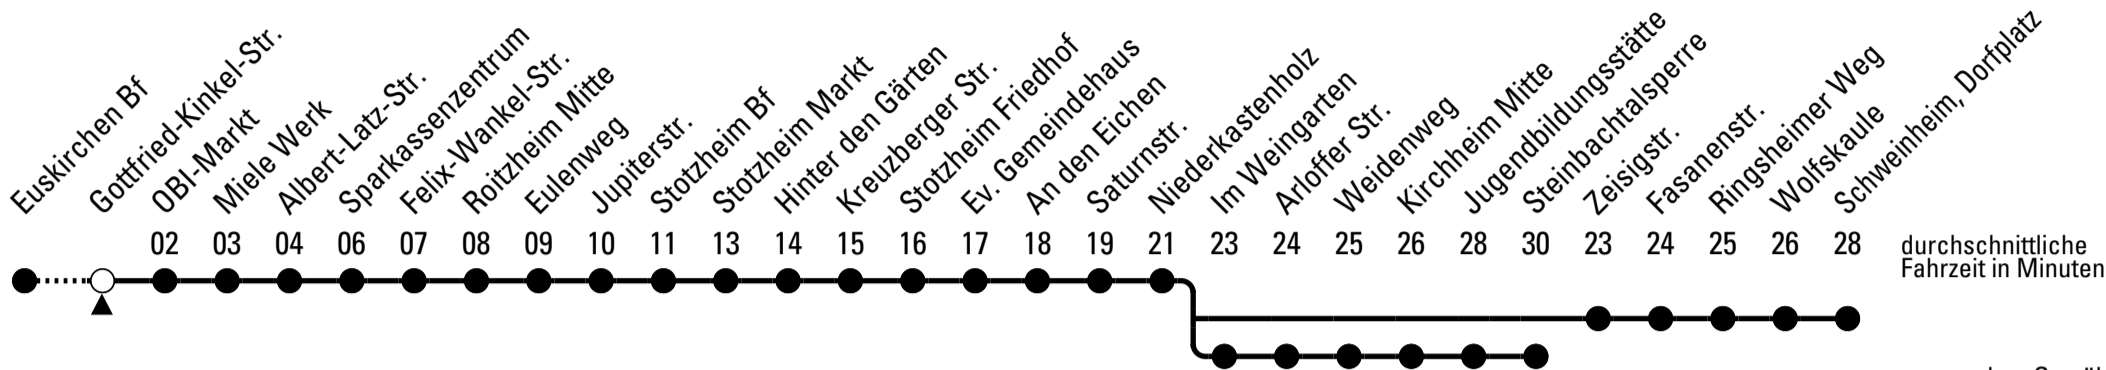 Euskirchen Bf
Gottfried-Kinkel-Str.
OBI-Markt
Miele Werk
Albert-Latz-Str.
Sparkassenzentrum
Felix-Wankel-Str.
Roitzheim Mitte
Eulenweg
Jupiterstr.
Stotzheim Bf
Stotzheim Markt
Hinter den Gärten
Kreuzberger Str.
Stotzheim Friedhof
Ev. Gemeindehaus
An den Eichen
Saturnstr.
Niederkastenholz
Im Weingarten
Arloffer Str.
Weidenweg
Kirchheim Mitte
Jugendbildungsstätte
Steinbachtalsperre
Zeisigstr.
Fasanenstr.
Ringsheimer Weg
Wolfskaule
Schweinheim, Dorfplatz
02 03 04 06 07 08 09 10 11 13 14 15 16 17 18 19 21 23 24 25 26 28 30 23 24 25 26 28
durchschnittliche
Fahrzeit in Minuten